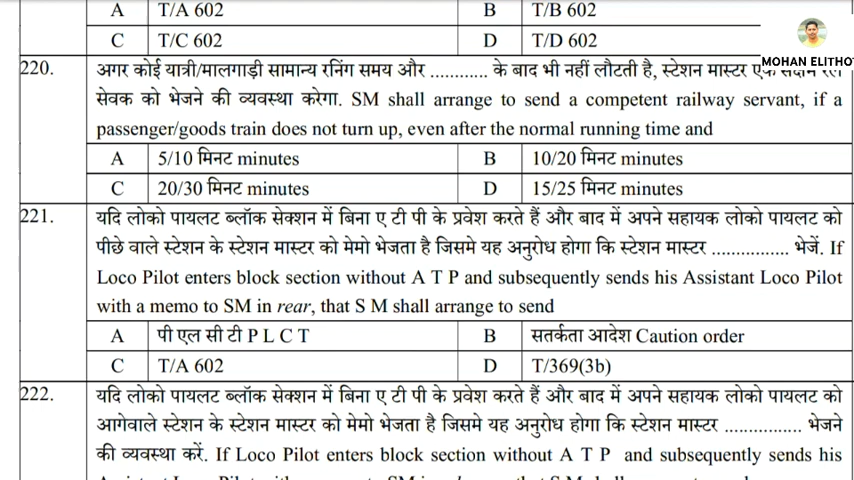 A T/A 602 B T/B 602
C T/C 602 D T/D 602
MOHAN ELITHO
220. अगर कोई यात्री/मालगाड़ी सामान्य रनिंग समय और ………… के बाद भी नहीं लौटती है, स्टेशन मास्टर एक
सेवक को भेजने की व्यवस्था करेगा. SM shall arrange to send a competent railway servant, if a
passenger/goods train does not turn up, even after the normal running time and
A 5/10 मिनट minutes B 10/20 मिनट minutes
C 20/30 मिनट minutes D 15/25 मिनट minutes
221. यदि लोको पायलट ब्लॉक सेक्शन में बिना ए टी पी के प्रवेश करते हैं और बाद में अपने सहायक लोको पायलट को
पीछे वाले स्टेशन के स्टेशन मास्टर को मेमो भेजता है जिसमे यह अनुरोध होगा कि स्टेशन मास्टर ……………. भेजें. If
Loco Pilot enters block section without A T P and subsequently sends his Assistant Loco Pilot
with a memo to SM in rear, that S M shall arrange to send
A पी एल सी टी P L C T B सतर्कता आदेश Caution order
C T/A 602 D T/369(3b)
222. यदि लोको पायलट ब्लॉक सेक्शन में बिना ए टी पी के प्रवेश करते हैं और बाद में अपने सहायक लोको पायलट को
आगेवाले स्टेशन के स्टेशन मास्टर को मेमो भेजता है जिसमे यह अनुरोध होगा कि स्टेशन मास्टर …………… भेजने
की व्यवस्था करें. If Loco Pilot enters block section without A T P and subsequently sends his